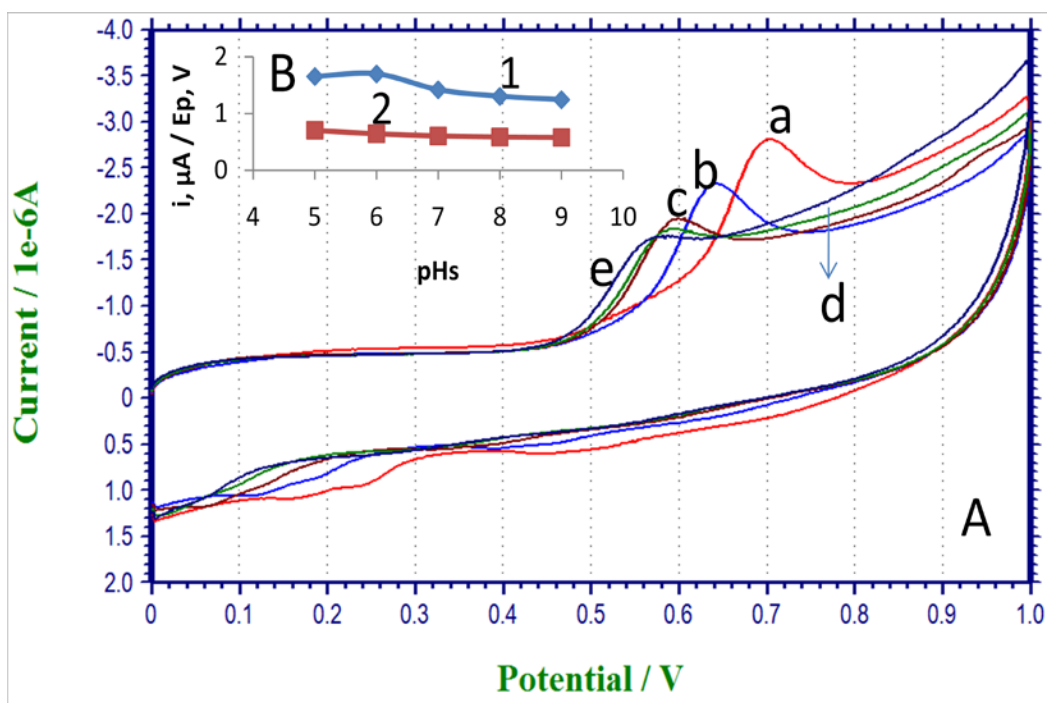 -4.0
-3.5
-3.0
-2.5
-2.0
-1.5
-1.0
-0.5
0
0.5
1.0
1.5
2.0
Current / 1e-6A
0 0.1 0.2 0.3 0.4 0.5 0.6 0.7 0.8 0.9 1.0
Potential / V
A
a
b
c
d
e
B
1
2
i, µA / Ep, V
2
1
0
4 5 6 7 8 9 10
pHs